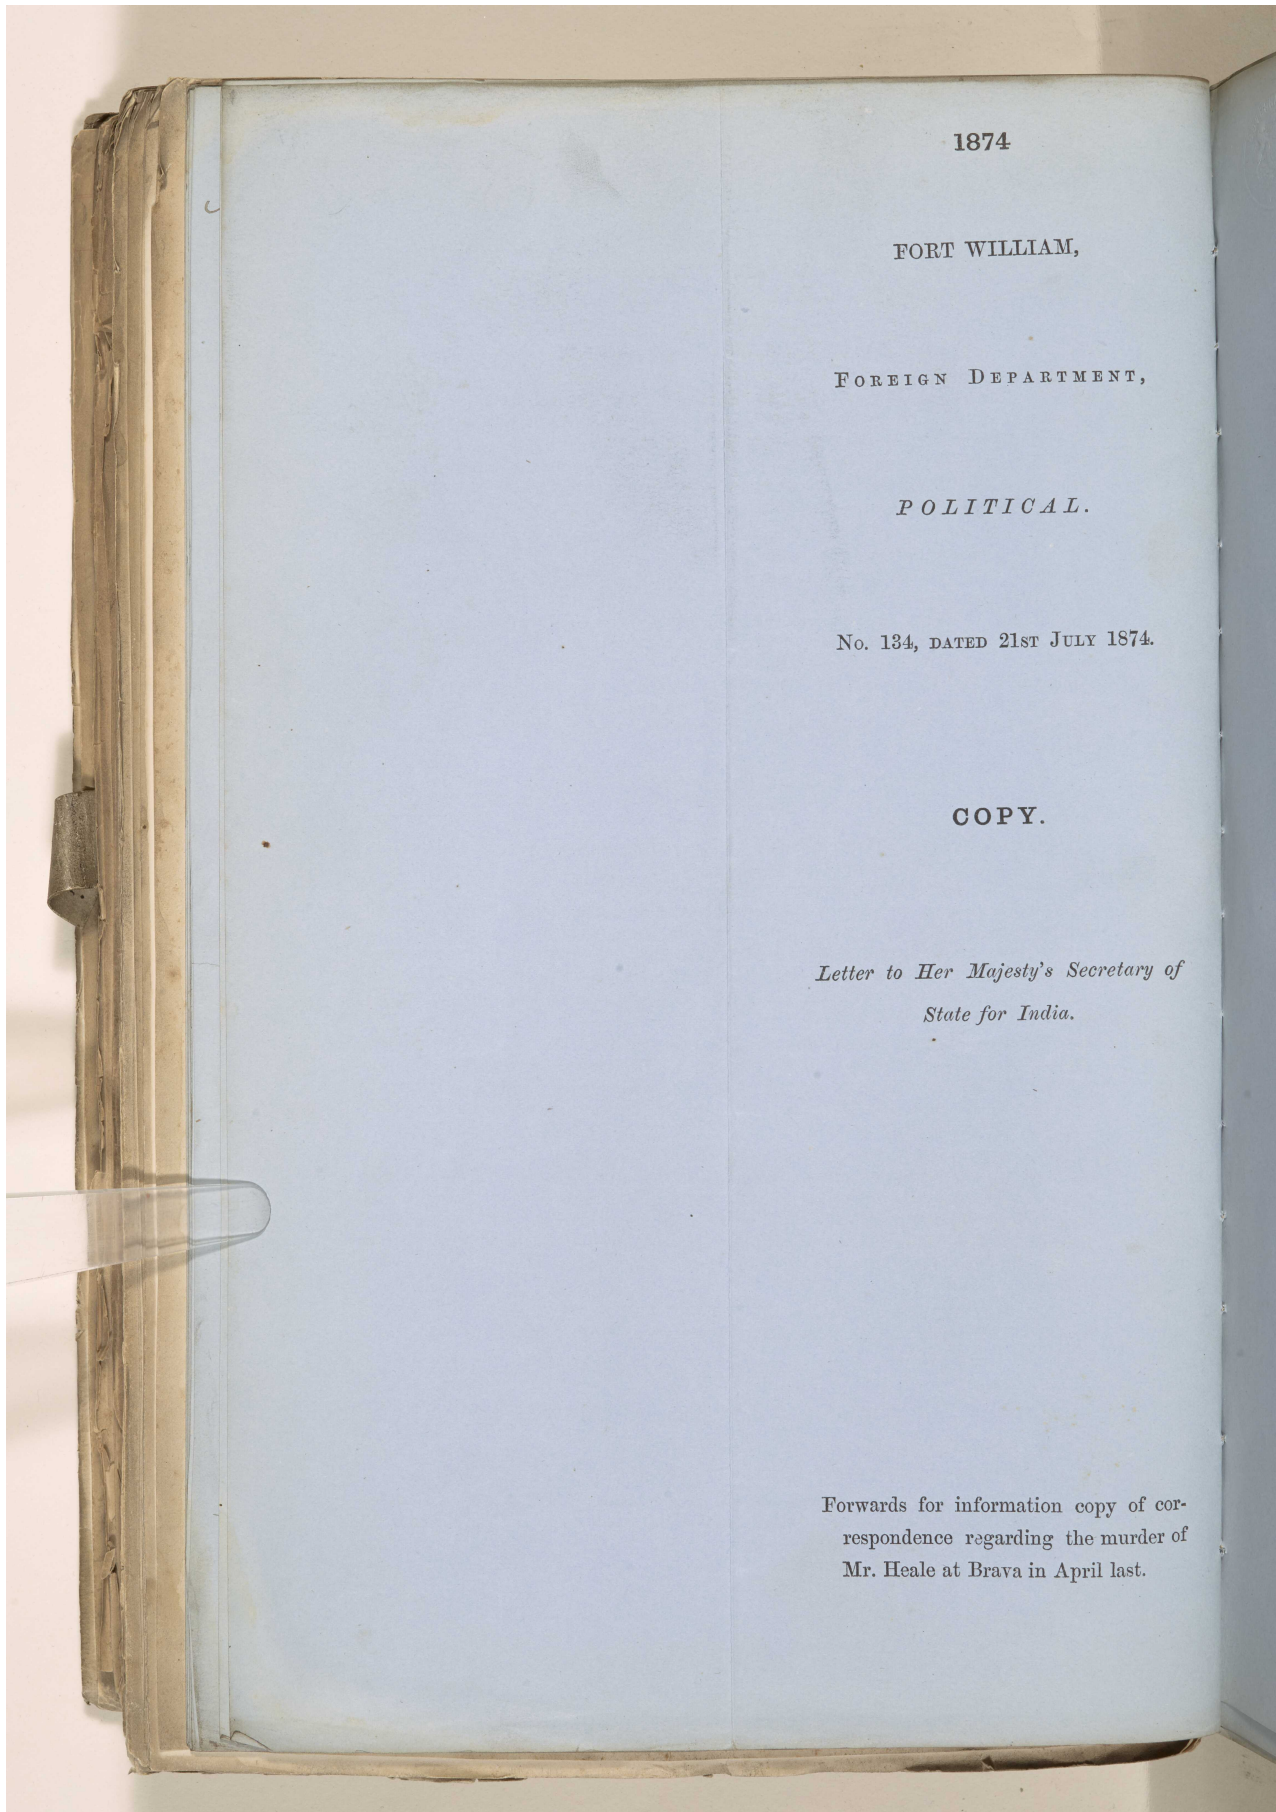 1874
FORT WILLIAM,
FOREIGN DEPARTMENT,
POLITICAL.
No. 134, DATED 21ST JULY 1874.
COPY.
Letter to Her Majesty's Secretary of
State for India.
Forwards for information copy of cor-
respondence regarding the murder of
Mr. Heale at Brava in April last.